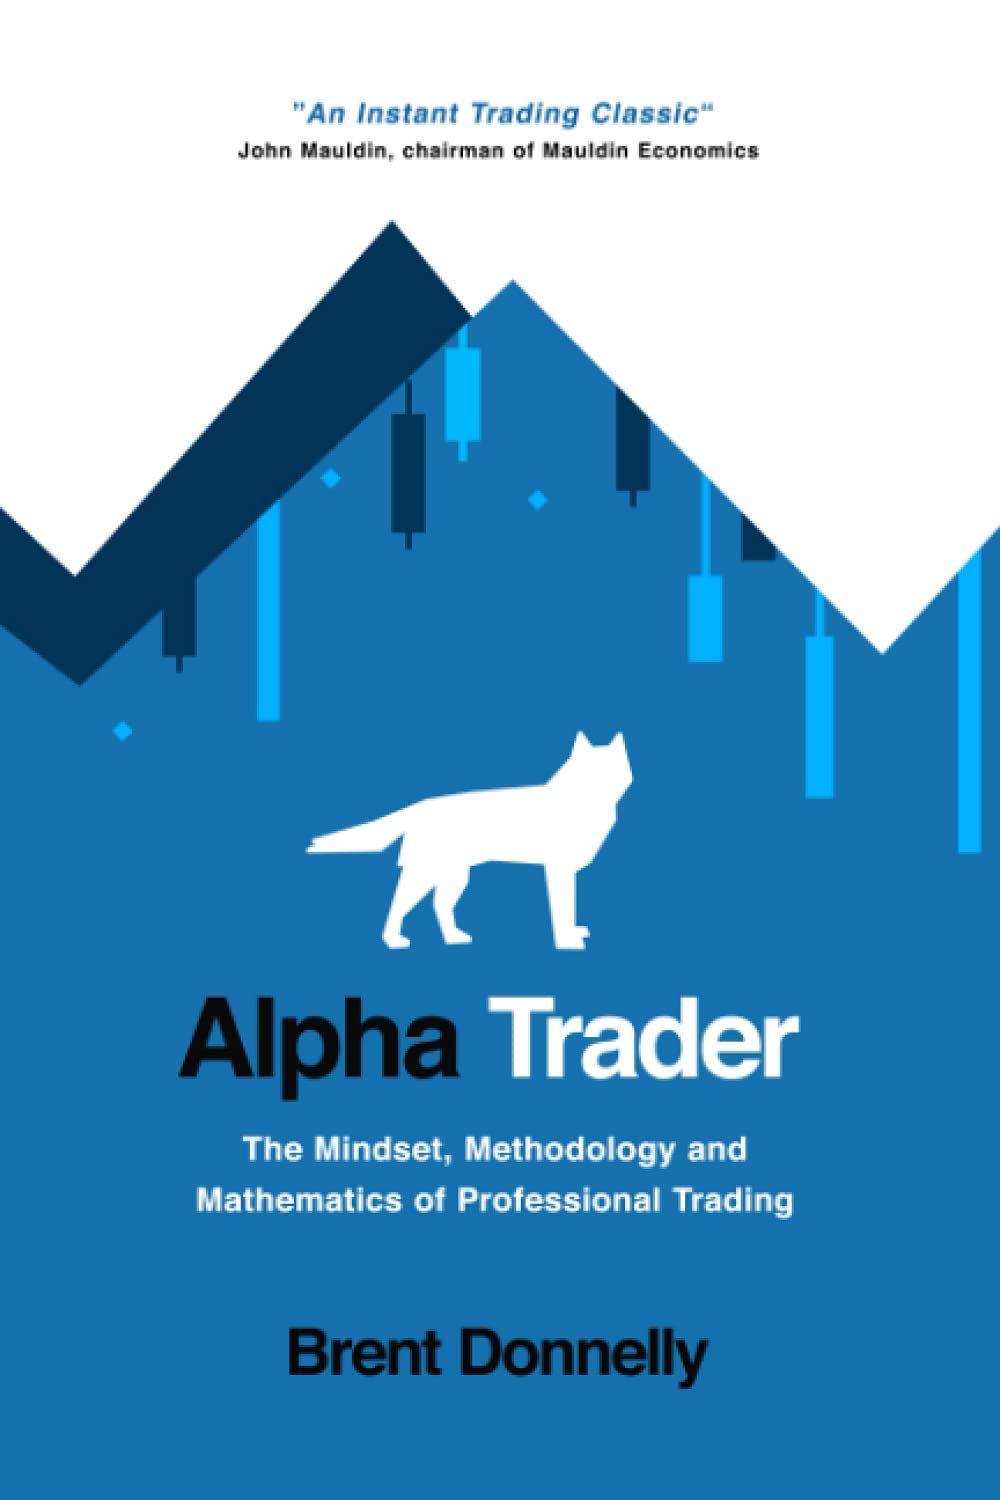 ”An Instant Trading Classic“
John Mauldin, chairman of Mauldin Economics
Alpha Trader
The Mindset, Methodology and
Mathematics of Professional Trading
Brent Donnelly